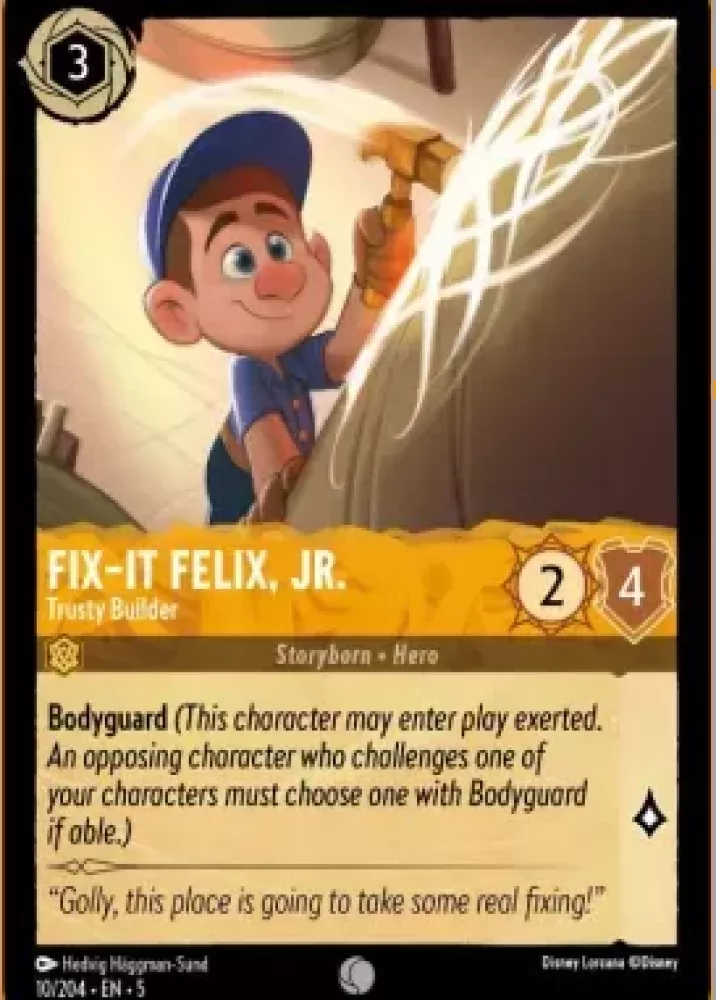 3
FIX-IT FELIX, JR.
Trusty Builder
2
4
Storyborn • Hero
Bodyguard (This character may enter play exerted.
An opposing character who challenges one of
your characters must choose one with Bodyguard
if able.)
“Golly, this place is going to take some real fixing!”
Hedvig Häggman-Sund
Disney Lorcana ©Disney
10/204 • EN • 5